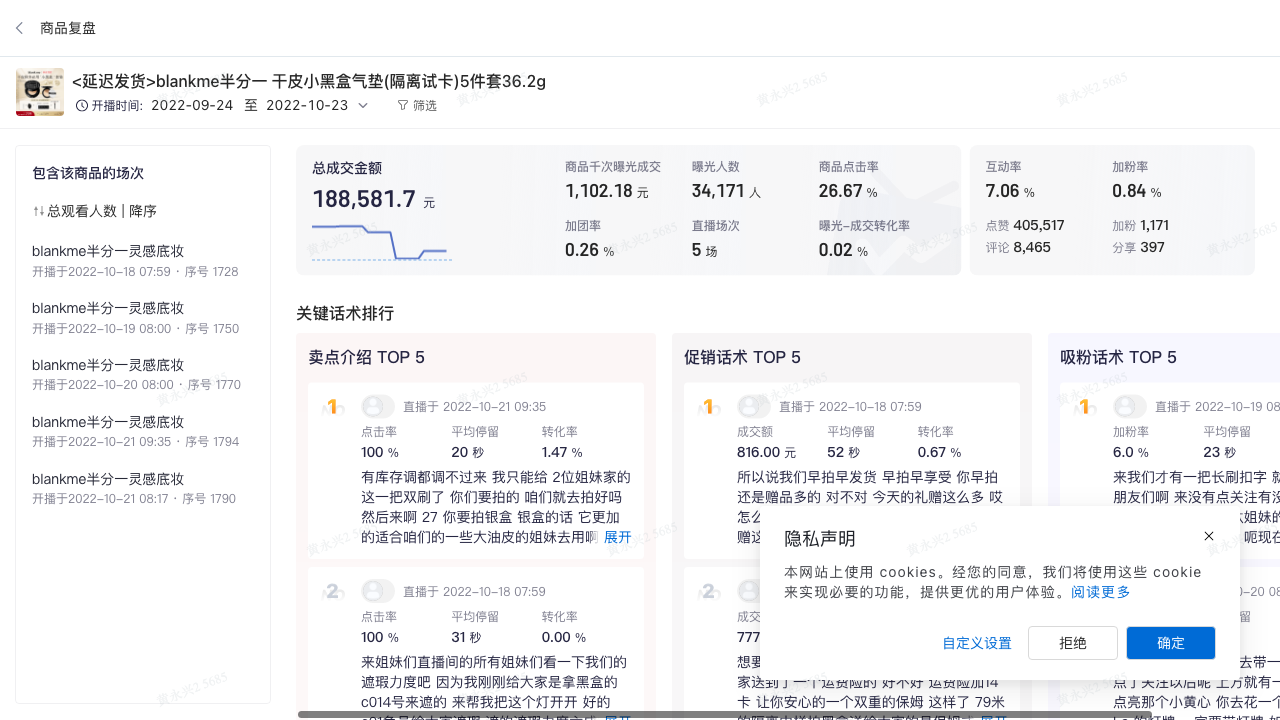 商品复盘
<延迟发货>blankme半分一 干皮小黑盒气垫(隔离试卡)5件套36.2g
开播时间: 2022-09-24 至 2022-10-23 筛选
包含该商品的场次
总观看人数 | 降序
blankme半分一灵感底妆
开播于2022-10-18 07:59 · 序号 1728
blankme半分一灵感底妆
开播于2022-10-19 08:00 · 序号 1750
blankme半分一灵感底妆
开播于2022-10-20 08:00 · 序号 1770
blankme半分一灵感底妆
开播于2022-10-21 09:35 · 序号 1794
blankme半分一灵感底妆
开播于2022-10-21 08:17 · 序号 1790
总成交金额
188,581.7 元
商品千次曝光成交 曝光人数 商品点击率
1,102.18 元 34,171 人 26.67 %
加团率 直播场次 曝光-成交转化率
0.26 % 5 场 0.02 %
互动率 加粉率
7.06 % 0.84 %
点赞 405,517 加粉 1,171
评论 8,465 分享 397
关键话术排行
卖点介绍 TOP 5
1 直播于 2022-10-21 09:35
点击率 平均停留 转化率
100 % 20 秒 1.47 %
有库存调都调不过来 我只能给 2位姐妹家的
这一把双刷了 你们要拍的 咱们就去拍好吗
然后来啊 27 你要拍银盒 银盒的话 它更加
的适合咱们的一些大油皮的姐妹去用啊 展开
2 直播于 2022-10-18 07:59
点击率 平均停留 转化率
100 % 31 秒 0.00 %
来姐妹们直播间的所有姐妹们看一下我们的
遮瑕力度吧 因为我刚刚给大家是拿黑盒的
c014号来遮的 来帮我把这个灯开开 好的
促销话术 TOP 5
1 直播于 2022-10-18 07:59
成交额 平均停留 转化率
816.00 元 52 秒 0.67 %
所以说我们早拍早发货 早拍早享受 你早拍
还是赠品多的 对不对 今天的礼赠这么多 哎
怎么
赠这
2
成交
777
想要
家送到了一个运费险的 好不好 运费险加14
卡 让你安心的一个双重的保姆 这样了 79米
吸粉话术 TOP 5
1 直播于 2022-10-19 08
加粉率 平均停留
6.0 % 23 秒
来我们才有一把长刷扣字 就
朋友们啊 来没有点关注有没
姐妹的
呃现在
去带一
点了关注以后呢 上方就有一
点亮那个小黄心 你去花一个
隐私声明
本网站上使用 cookies。经您的同意，我们将使用这些 cookie
来实现必要的功能，提供更优的用户体验。阅读更多
自定义设置 拒绝 确定
黄永兴2 5685